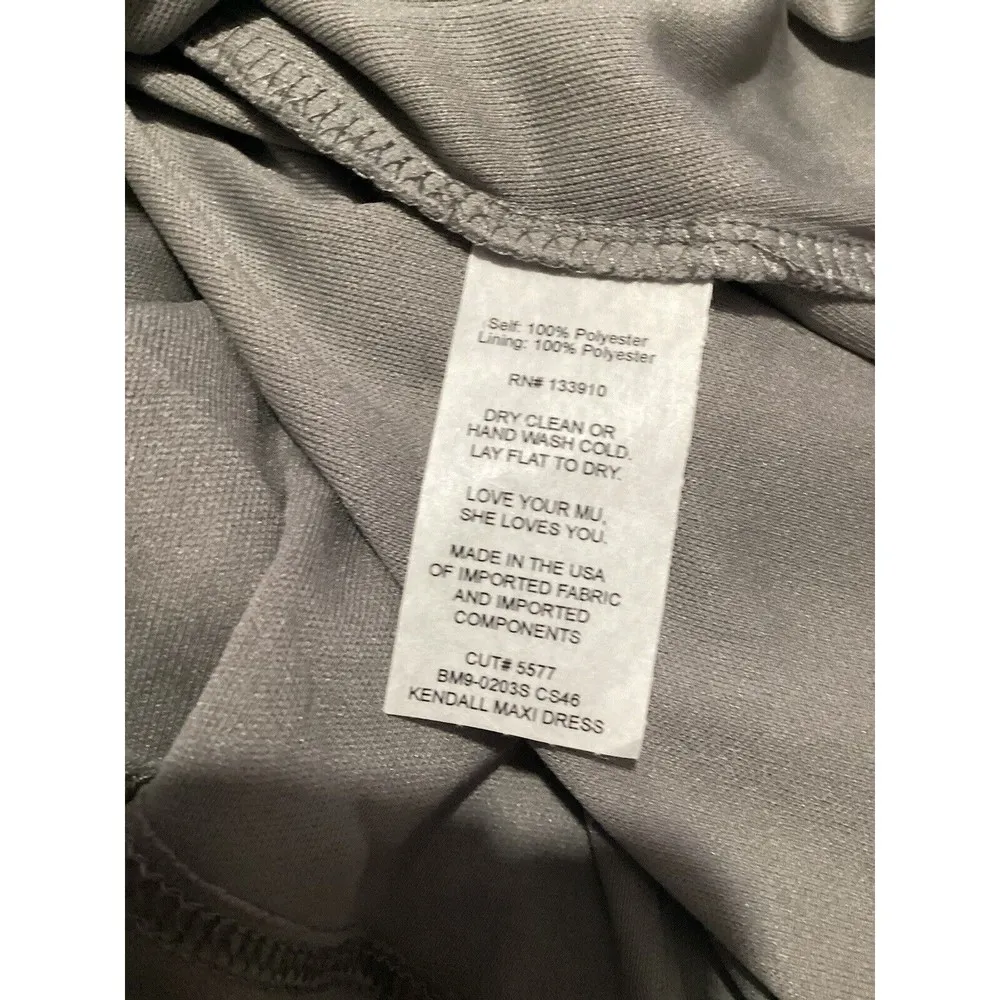 Self: 100% Polyester
Lining: 100% Polyester
RN# 133910
DRY CLEAN OR
HAND WASH COLD.
LAY FLAT TO DRY.
LOVE YOUR MU,
SHE LOVES YOU.
MADE IN THE USA
OF IMPORTED FABRIC
AND IMPORTED
COMPONENTS
CUT# 5577
BM9-0203S CS46
KENDALL MAXI DRESS